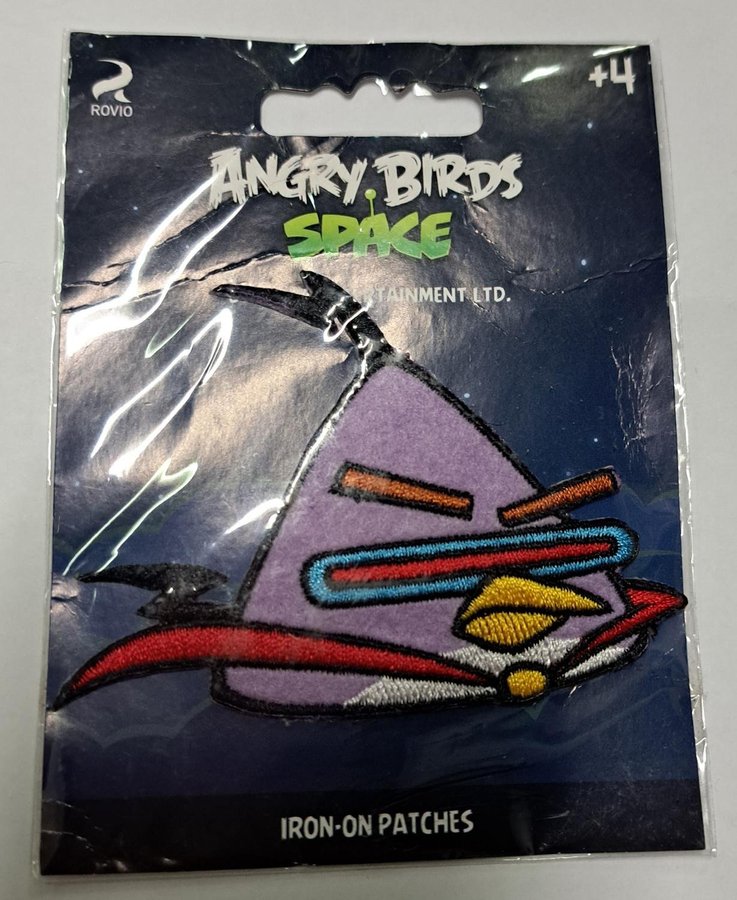 ROVIO
+4
ANGRY BIRDS
SPACE
TAINMENT LTD.
IRON-ON PATCHES